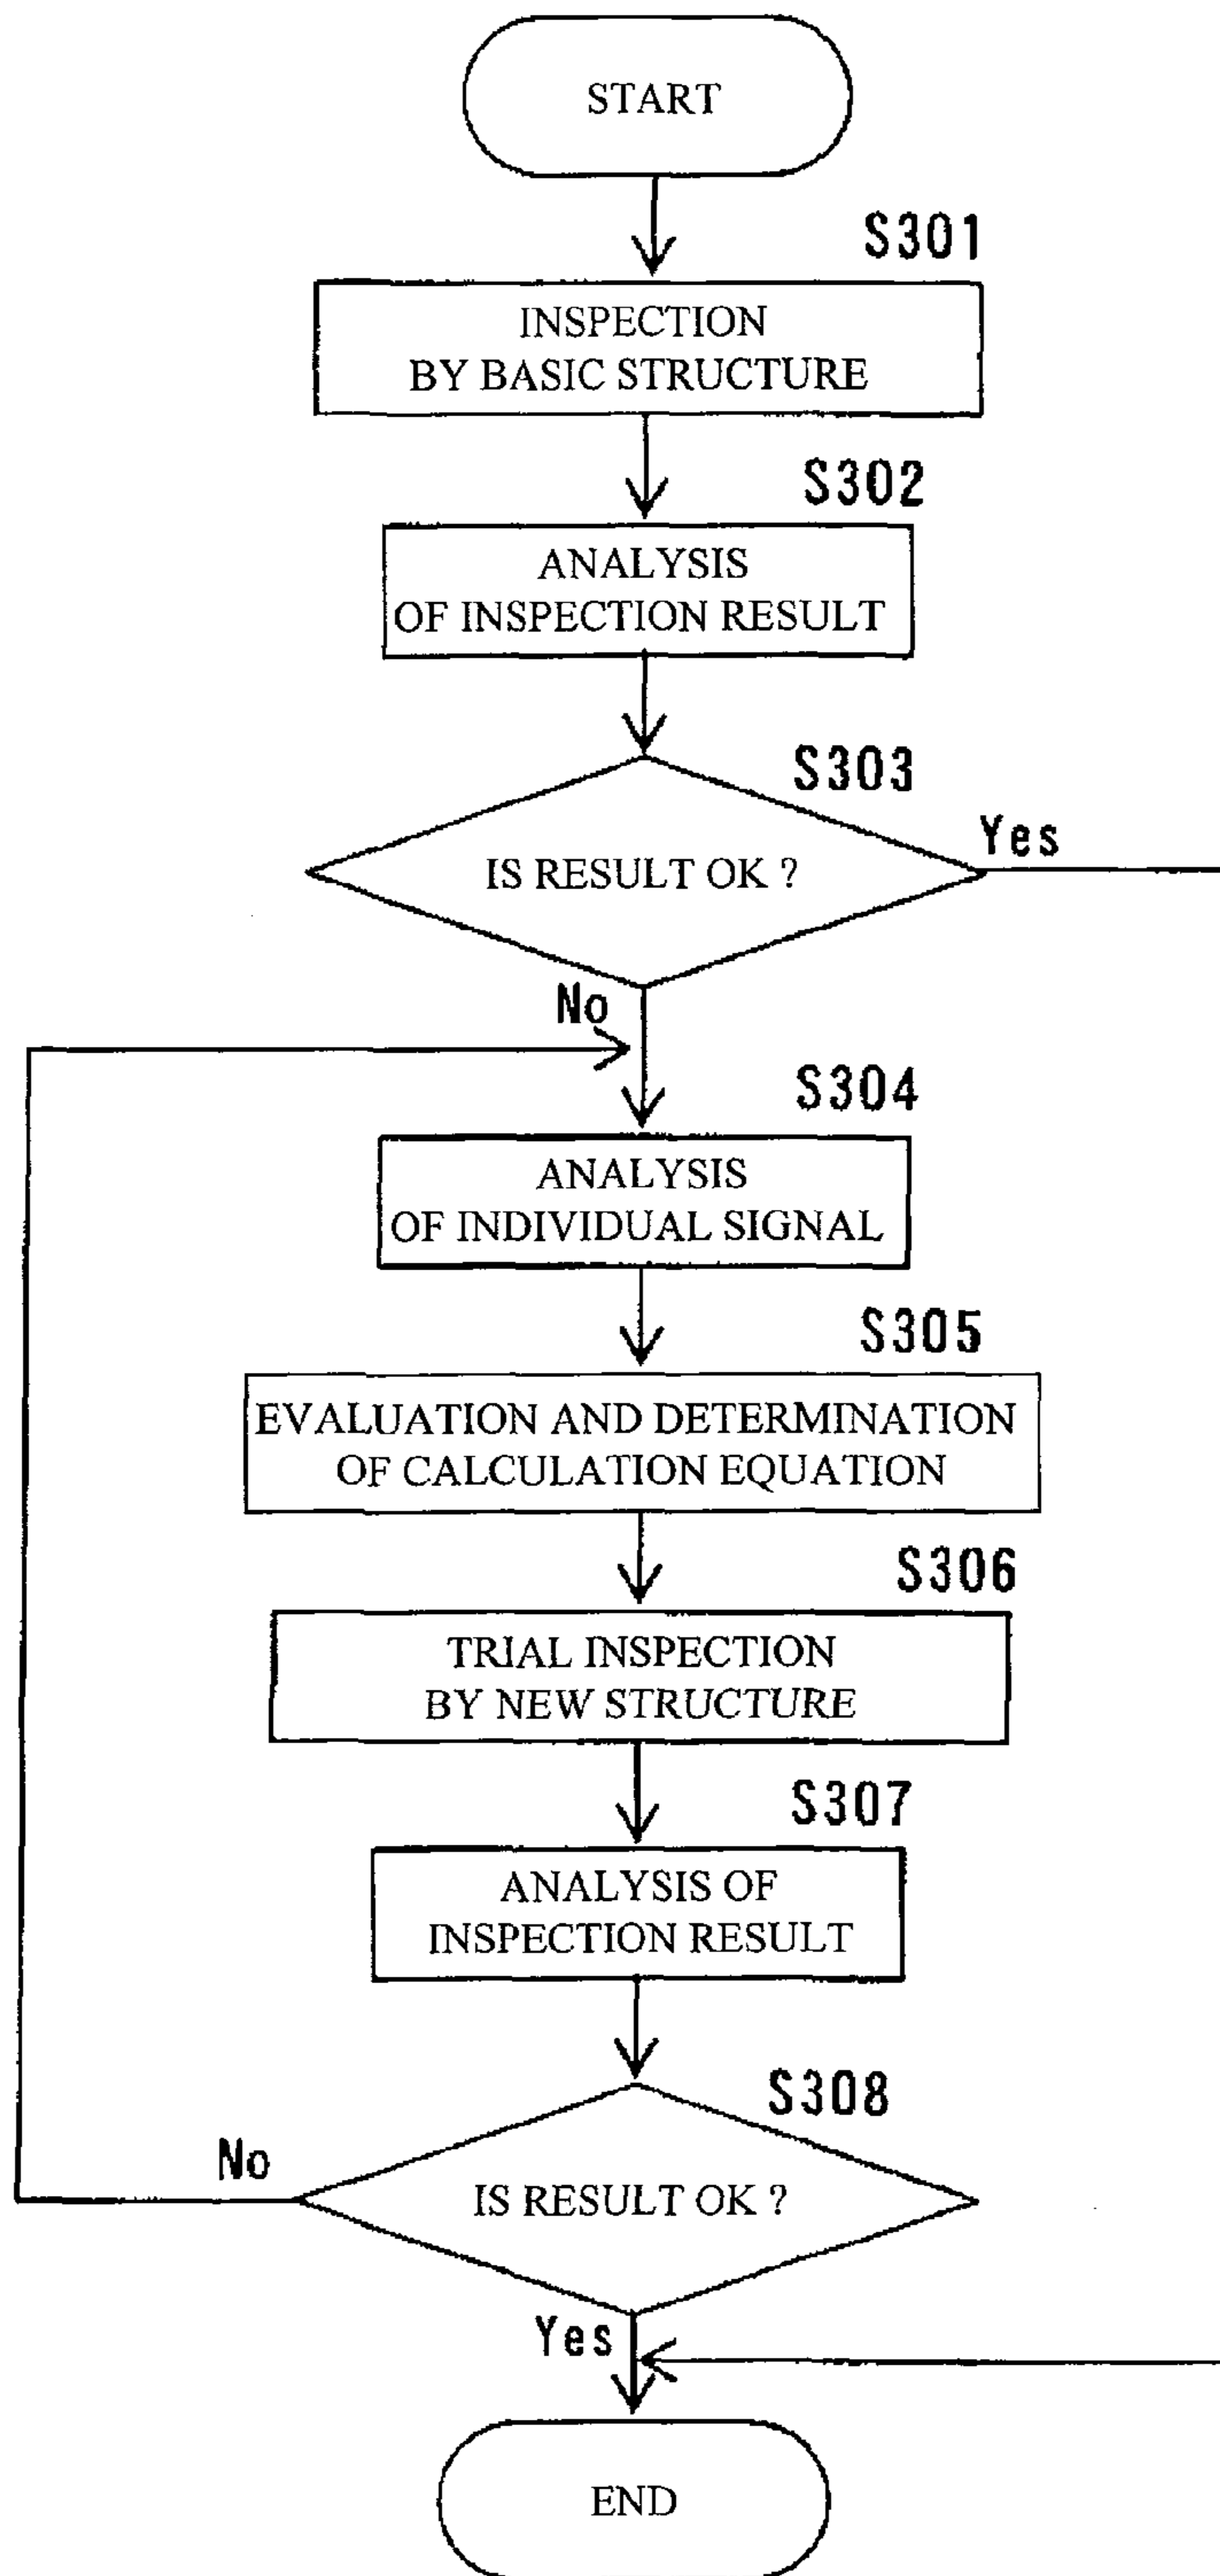 START
S301
INSPECTION
BY BASIC STRUCTURE
S302
ANALYSIS
OF INSPECTION RESULT
S303
IS RESULT OK ?
Yes
No
S304
ANALYSIS
OF INDIVIDUAL SIGNAL
S305
EVALUATION AND DETERMINATION
OF CALCULATION EQUATION
S306
TRIAL INSPECTION
BY NEW STRUCTURE
S307
ANALYSIS OF
INSPECTION RESULT
S308
No
IS RESULT OK ?
Yes
END